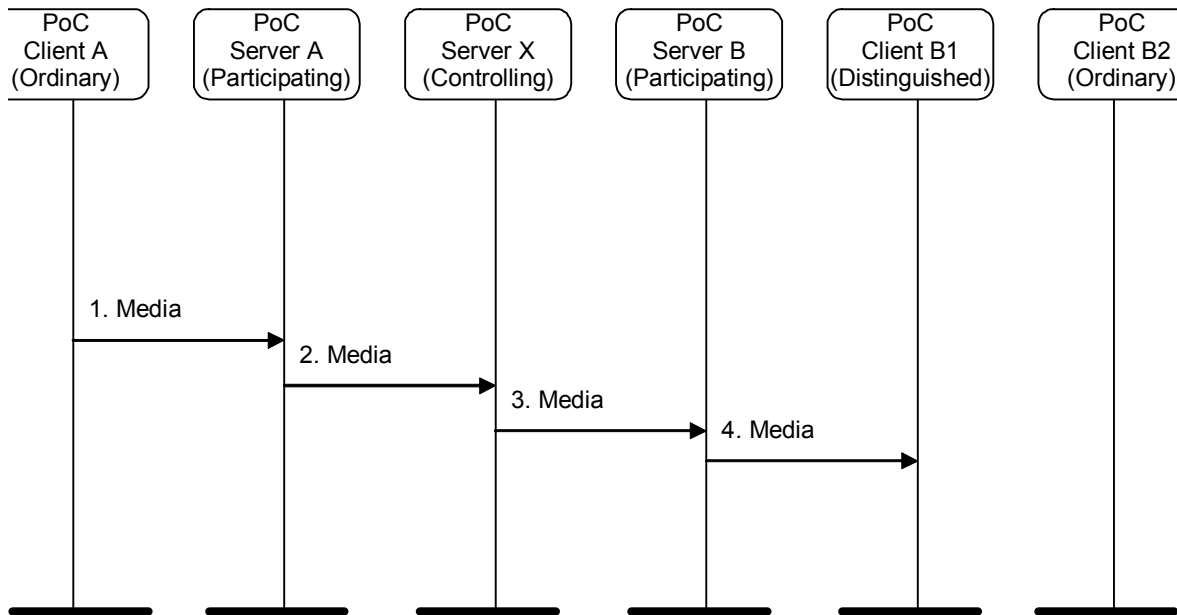 PoC
Client A
(Ordinary)
PoC
Server A
(Participating)
PoC
Server X
(Controlling)
PoC
Server B
(Participating)
PoC
Client B1
(Distinguished)
PoC
Client B2
(Ordinary)
1. Media
2. Media
3. Media
4. Media